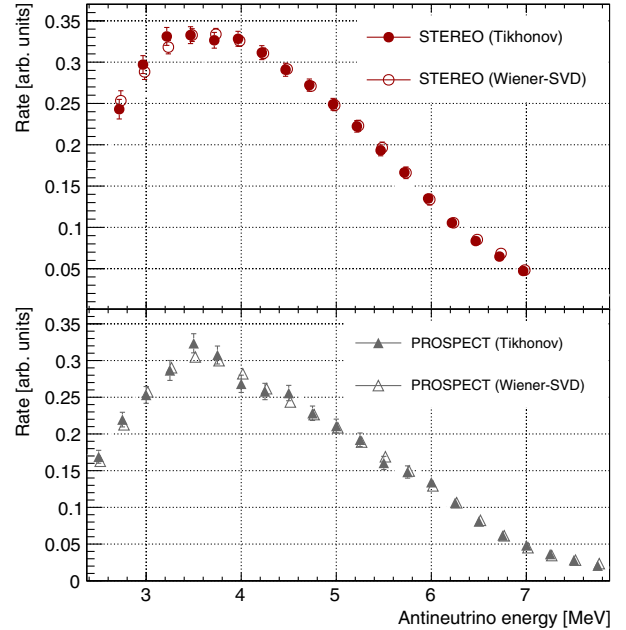 Rate [arb. units]
0.35
0.3
0.25
0.2
0.15
0.1
0.05
STEREO (Tikhonov)
STEREO (Wiener-SVD)
Rate [arb. units]
0.35
0.3
0.25
0.2
0.15
0.1
0.05
0
PROSPECT (Tikhonov)
PROSPECT (Wiener-SVD)
3 4 5 6 7
Antineutrino energy [MeV]